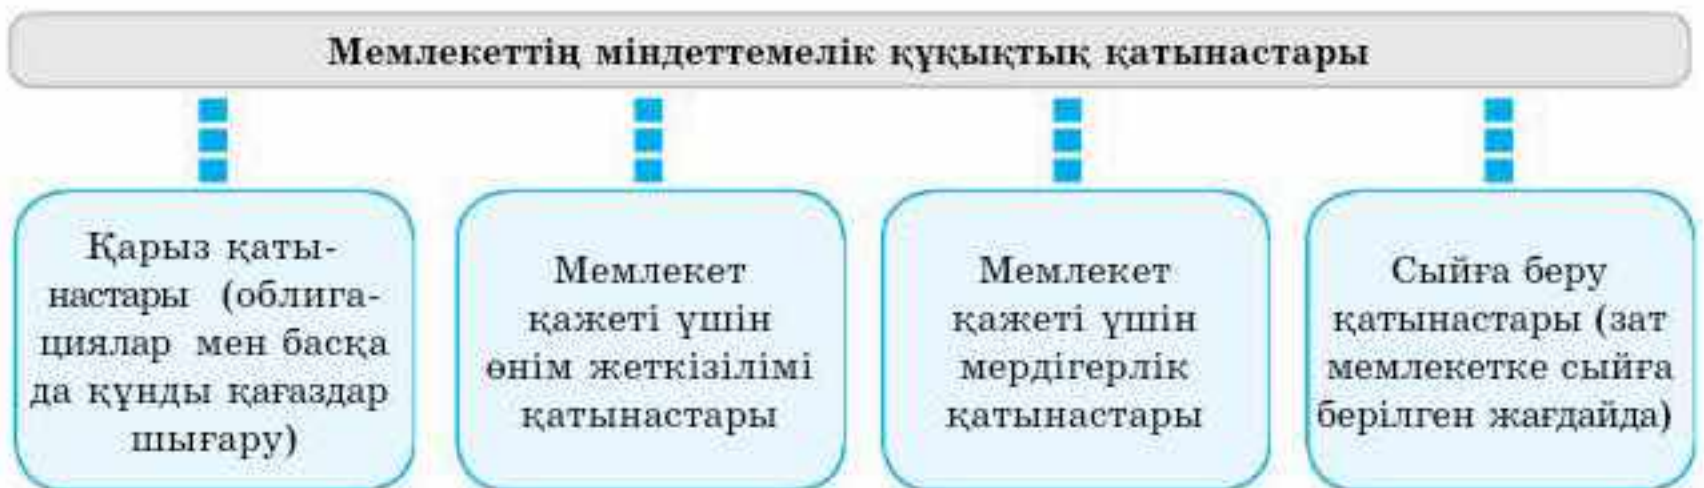 Мемлекеттің міндеттемелік құқықтық қатынастары
Қарыз қаты-
настары (облига-
циялар мен басқа
да құнды қағаздар
шығару)
Мемлекет
қажеті үшін
өнім жеткізілімі
қатынастары
Мемлекет
қажеті үшін
мердігерлік
қатынастары
Сыйға беру
қатынастары (зат
мемлекетке сыйға
берілген жағдайда)